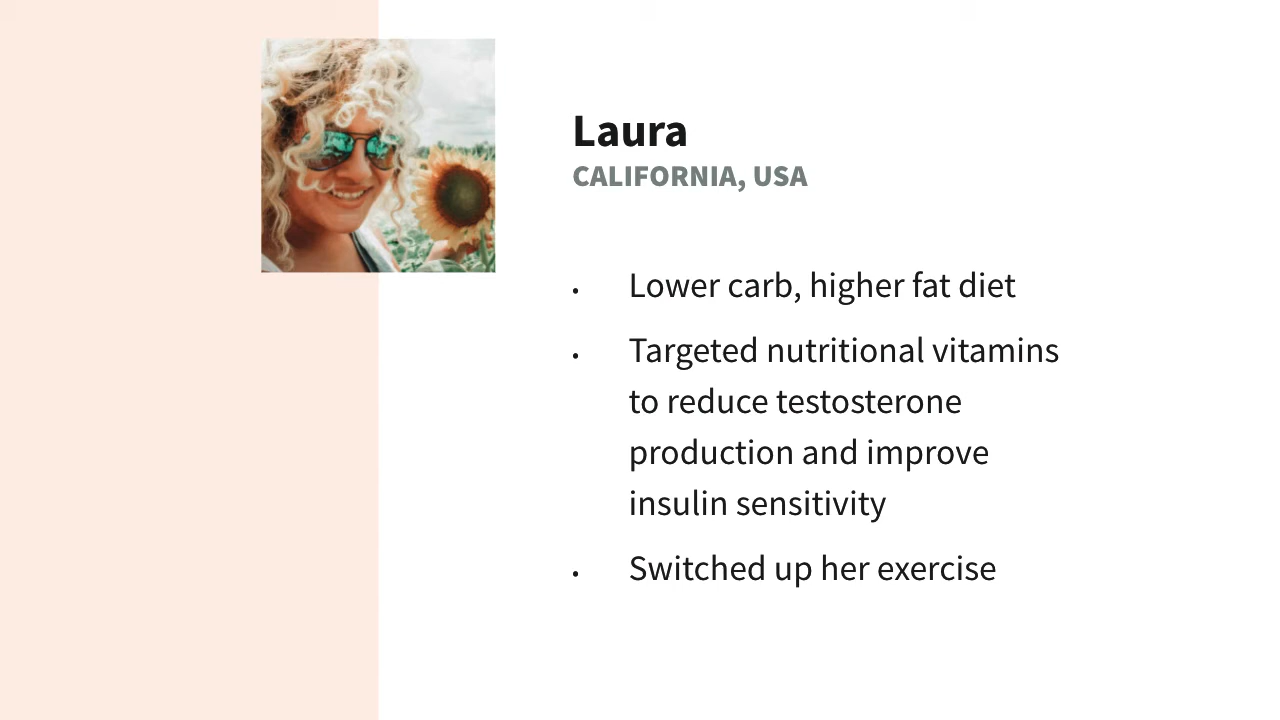 Laura
CALIFORNIA, USA
• Lower carb, higher fat diet
• Targeted nutritional vitamins
to reduce testosterone
production and improve
insulin sensitivity
• Switched up her exercise